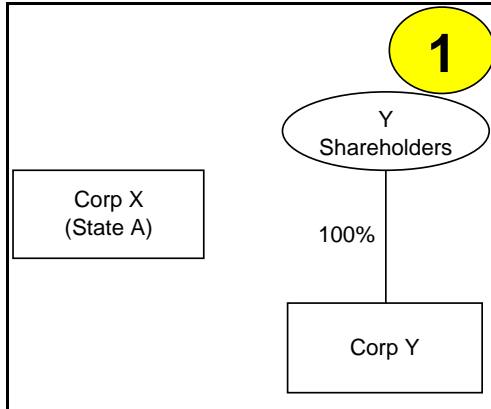 1
Y
Shareholders
Corp X
(State A)
100%
Corp Y